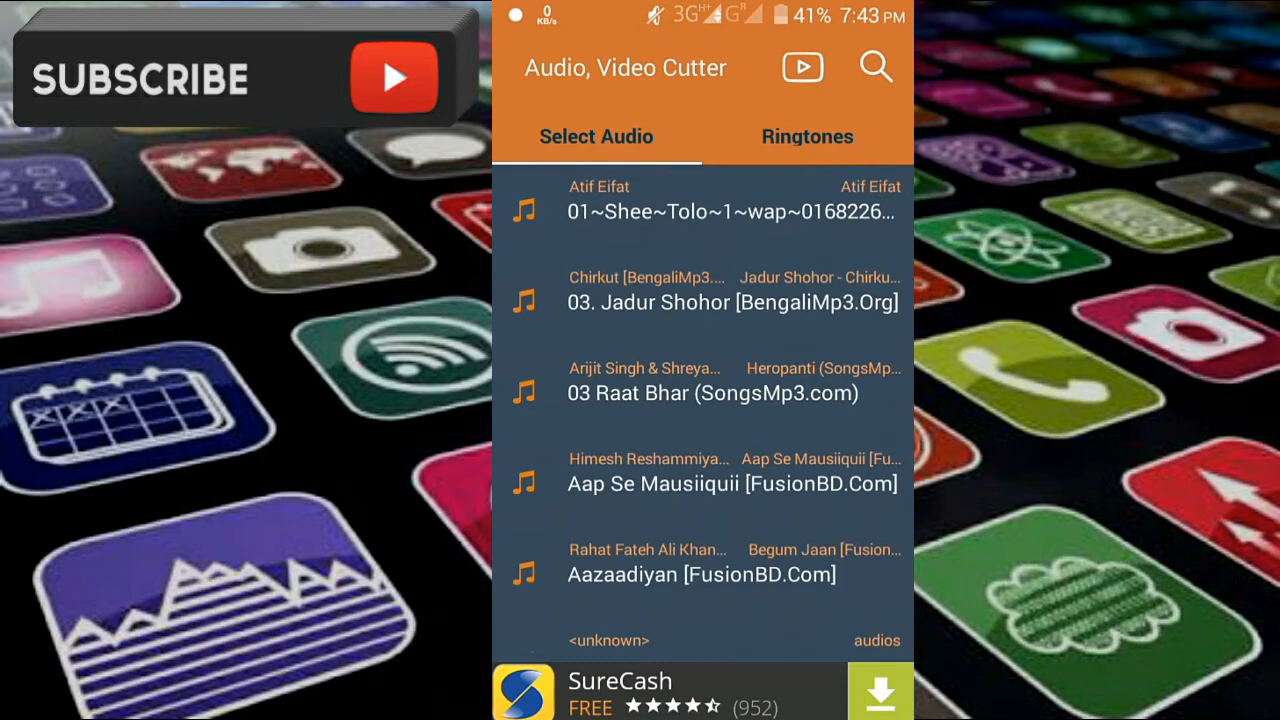 SUBSCRIBE
0 KB/s 3G H+ G R 41% 7:43 PM
Audio, Video Cutter
Select Audio Ringtones
Atif Eifat Atif Eifat
01~Shee~Tolo~1~wap~0168226...
Chirkut [BengaliMp3.... Jadur Shohor - Chirku...
03. Jadur Shohor [BengaliMp3.Org]
Arijit Singh & Shreya... Heropanti (SongsMp...
03 Raat Bhar (SongsMp3.com)
Himesh Reshammiya... Aap Se Mausiiquii [Fu...
Aap Se Mausiiquii [FusionBD.Com]
Rahat Fateh Ali Khan... Begum Jaan [Fusion...
Aazaadiyan [FusionBD.Com]
<unknown> audios
SureCash
FREE (952)